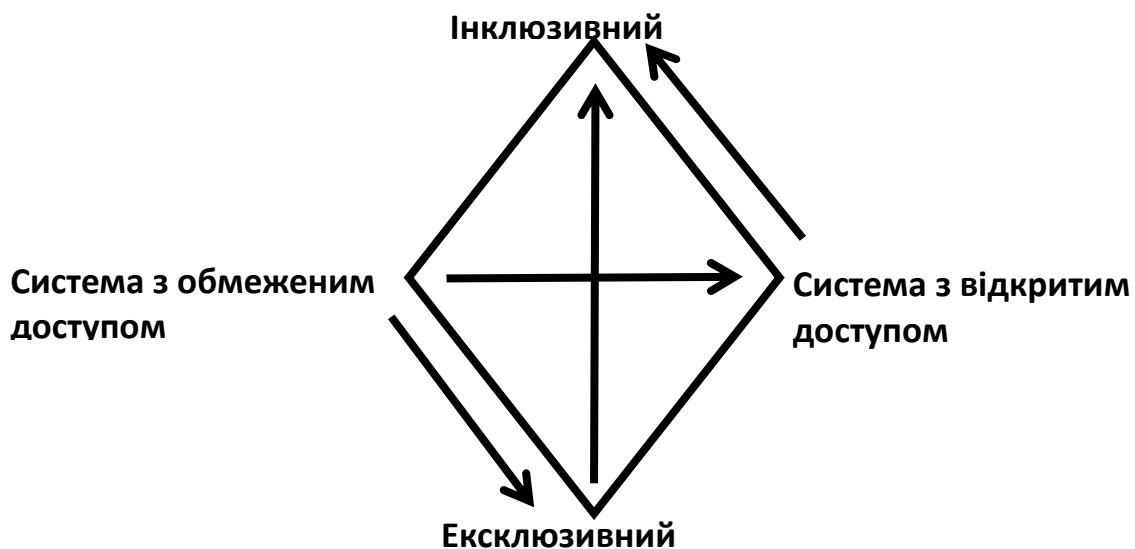 Інклюзивний
Система з обмеженим
доступом
Система з відкритим
доступом
Ексклюзивний